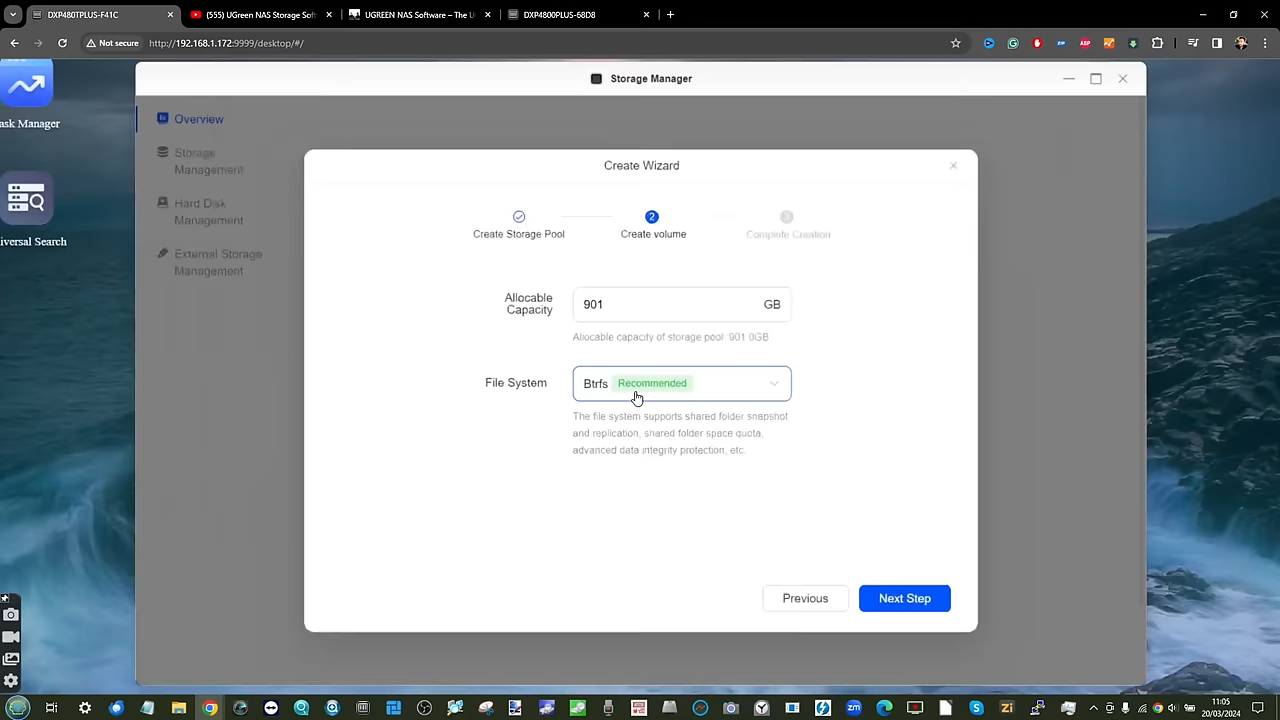 DXP480TPLUS-F41C
(555) UGreen NAS Storage Sof
UGREEN NAS Software – The U
DXP4800PLUS-68D8
Not secure
http://192.168.1.172:9999/desktop/#/
Storage Manager
ask Manager
iversal Search
Overview
Storage
Management
Hard Disk
Management
External Storage
Management
Create Wizard
2
3
Create Storage Pool
Create volume
Complete Creation
Allocable
Capacity
901
GB
Allocable capacity of storage pool: 901.0GB
File System
Btrfs
Recommended
The file system supports shared folder snapshot
and replication, shared folder space quota,
advanced data integrity protection, etc.
Previous
Next Step
11:05
20/03/2024